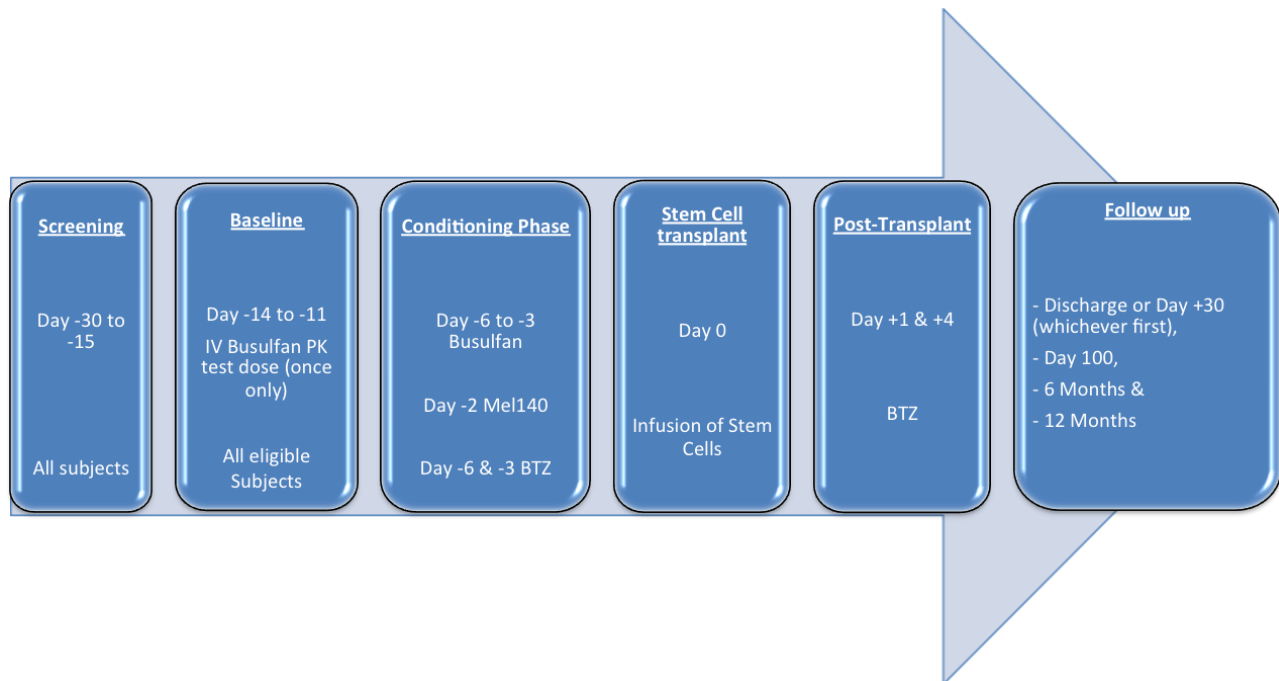 Screening
Day -30 to
-15
All subjects
Baseline
Day -14 to -11
IV Busulfan PK
test dose (once
only)
All eligible
Subjects
Conditioning Phase
Day -6 to -3
Busulfan
Day -2 Mel140
Day -6 & -3 BTZ
Stem Cell
transplant
Day 0
Infusion of Stem
Cells
Post-Transplant
Day +1 & +4
BTZ
Follow up
- Discharge or Day +30
(whichever first),
- Day 100,
- 6 Months &
- 12 Months